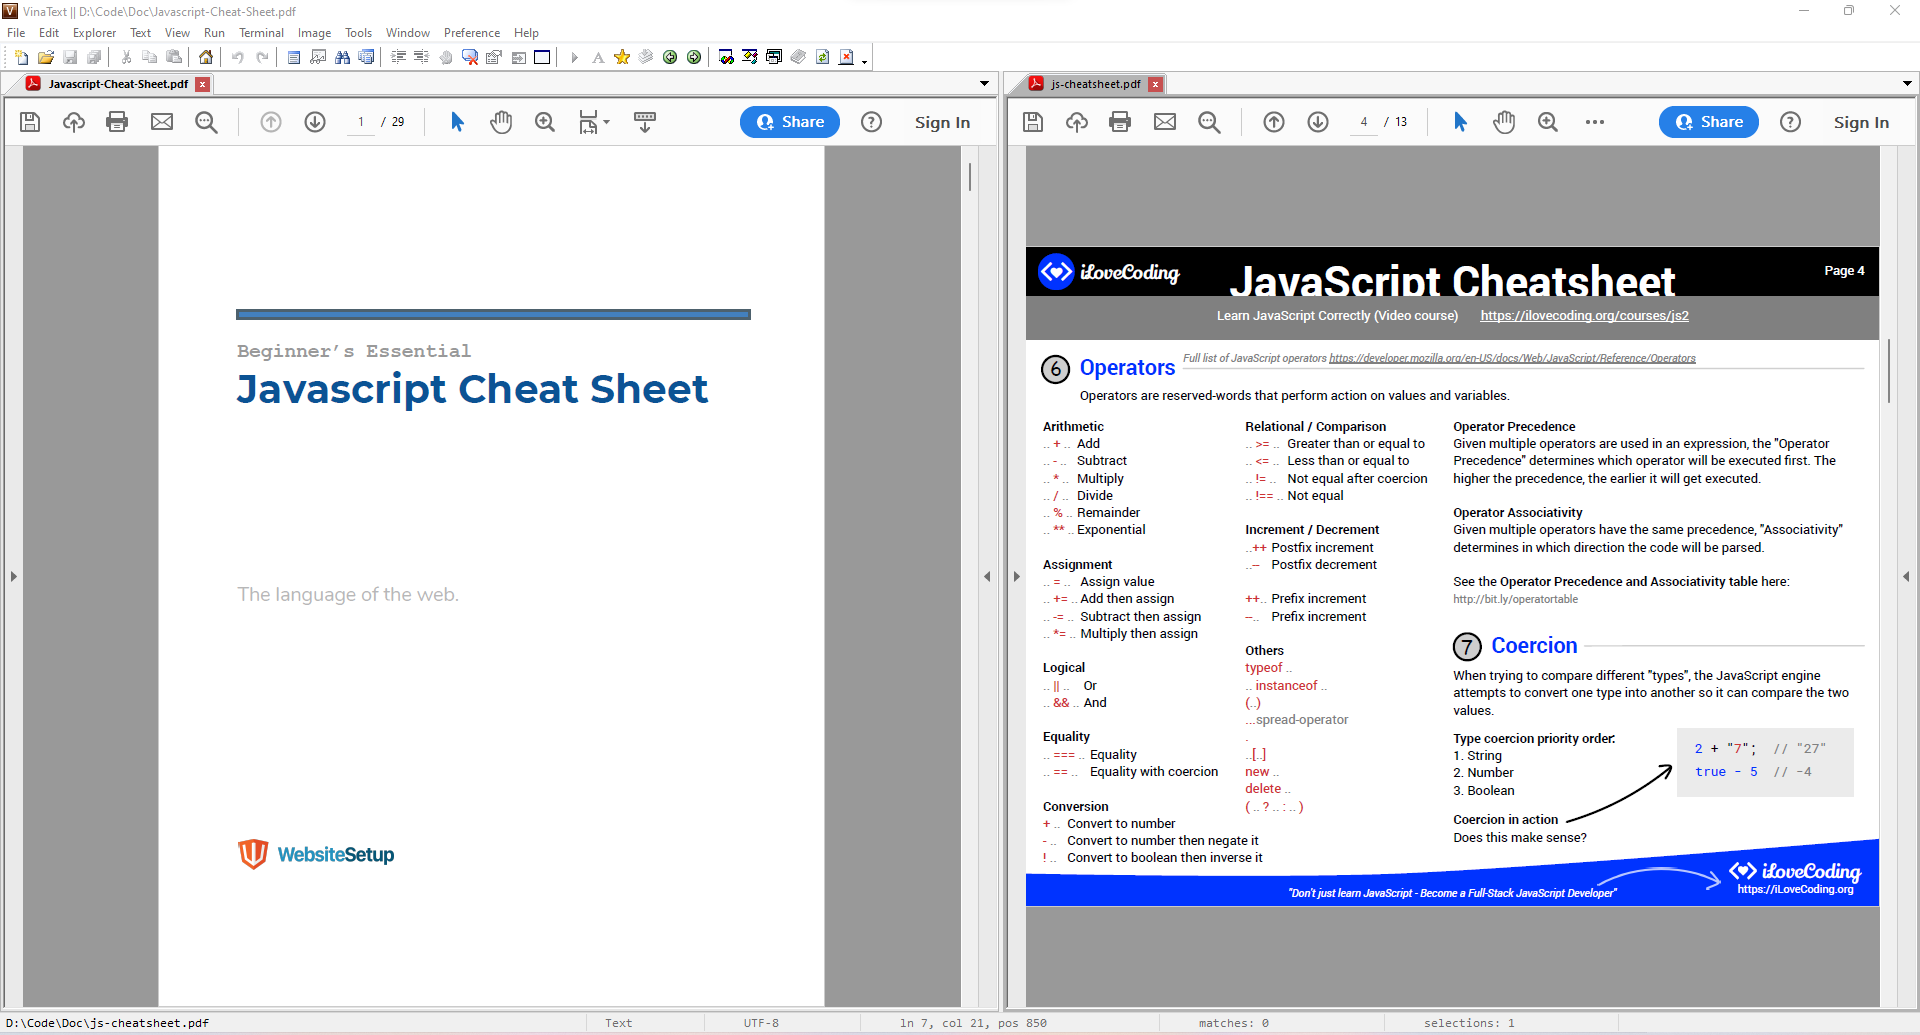 VinaText || D:\Code\Doc\Javascript-Cheat-Sheet.pdf
File Edit Explorer Text View Run Terminal Image Tools Window Preference Help
Javascript-Cheat-Sheet.pdf
1 / 29
Share
Sign In
Beginner's Essential
Javascript Cheat Sheet
The language of the web.
WebsiteSetup
js-cheatsheet.pdf
4 / 13
Share
Sign In
iLoveCoding
JavaScript Cheatsheet
Page 4
Learn JavaScript Correctly (Video course) https://ilovecoding.org/courses/js2
6 Operators
Full list of JavaScript operators https://developer.mozilla.org/en-US/docs/Web/JavaScript/Reference/Operators
Operators are reserved-words that perform action on values and variables.
Arithmetic
.. + .. Add
.. - .. Subtract
.. * .. Multiply
.. / .. Divide
.. % .. Remainder
.. ** .. Exponential
Assignment
.. = .. Assign value
.. += .. Add then assign
.. -= .. Subtract then assign
.. *= .. Multiply then assign
Logical
.. || .. Or
.. && .. And
Equality
.. === .. Equality
.. == .. Equality with coercion
Conversion
+ .. Convert to number
- .. Convert to number then negate it
! .. Convert to boolean then inverse it
Relational / Comparison
.. >= .. Greater than or equal to
.. <= .. Less than or equal to
.. != .. Not equal after coercion
.. !== .. Not equal
Increment / Decrement
..++ Postfix increment
..-- Postfix decrement
++.. Prefix increment
--.. Prefix increment
Others
typeof ..
.. instanceof ..
(..)
...spread-operator
.
..[..]
new ..
delete ..
( .. ? .. : .. )
Operator Precedence
Given multiple operators are used in an expression, the "Operator
Precedence" determines which operator will be executed first. The
higher the precedence, the earlier it will get executed.
Operator Associativity
Given multiple operators have the same precedence, "Associativity"
determines in which direction the code will be parsed.
See the Operator Precedence and Associativity table here:
http://bit.ly/operatortable
7 Coercion
When trying to compare different "types", the JavaScript engine
attempts to convert one type into another so it can compare the two
values.
Type coercion priority order:
1. String
2. Number
3. Boolean
Coercion in action
Does this make sense?
2 + "7"; // "27"
true - 5 // -4
"Don't just learn JavaScript - Become a Full-Stack JavaScript Developer"
iLoveCoding
https://iLoveCoding.org
D:\Code\Doc\js-cheatsheet.pdf Text UTF-8 ln 7, col 21, pos 850 matches: 0 selections: 1